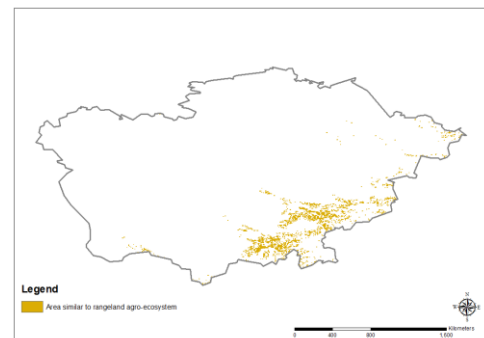 Legend
Area similar to rangeland agro-ecosystem
N
W
E
S
Kilometers
0 400 800 1,600